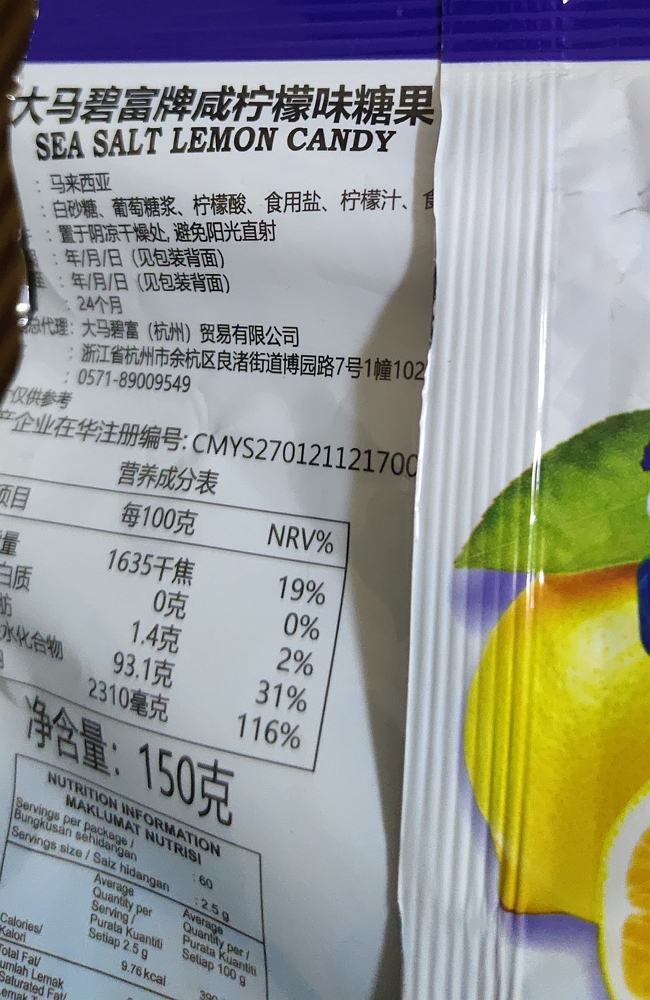 大马碧富牌咸柠檬味糖果
SEA SALT LEMON CANDY
: 马来西亚
: 白砂糖、葡萄糖浆、柠檬酸、食用盐、柠檬汁、食
: 置于阴凉干燥处, 避免阳光直射
: 年/月/日（见包装背面）
: 年/月/日（见包装背面）
: 24个月
总代理: 大马碧富（杭州）贸易有限公司
: 浙江省杭州市余杭区良渚街道博园路7号1幢102
: 0571-89009549
仅供参考
产企业在华注册编号: CMYS270121121700
营养成分表
项目 每100克 NRV%
量 1635千焦 19%
白质 0克 0%
肪 1.4克 2%
水化合物 93.1克 31%
2310毫克 116%
净含量: 150克
NUTRITION INFORMATION
MAKLUMAT NUTRISI
Servings per package /
Bungkusan sehidangan : 60
Servings size / Saiz hidangan : 2.5 g
Average Quantity per Serving / Purata Kuantiti Setiap 2.5 g
Average Quantity per / Purata Kuantiti Setiap 100 g
Calories/
Kalori 9.76 kcal
Total Fat/
umlah Lemak
Saturated Fat/